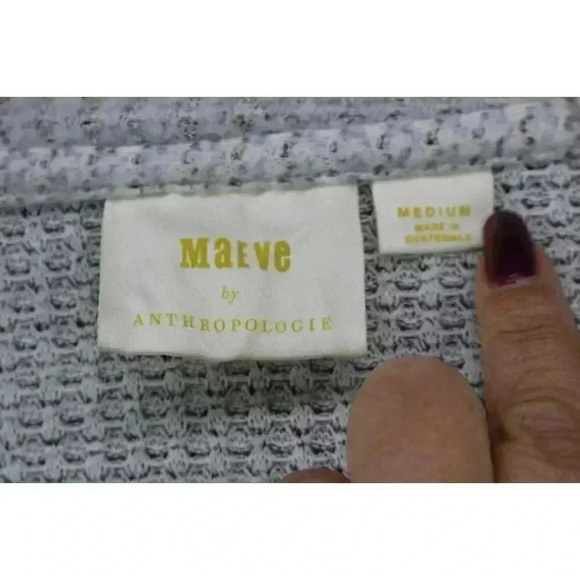 MaEve
by
ANTHROPOLOGIE
MEDIUM
MADE IN
GUATEMALA